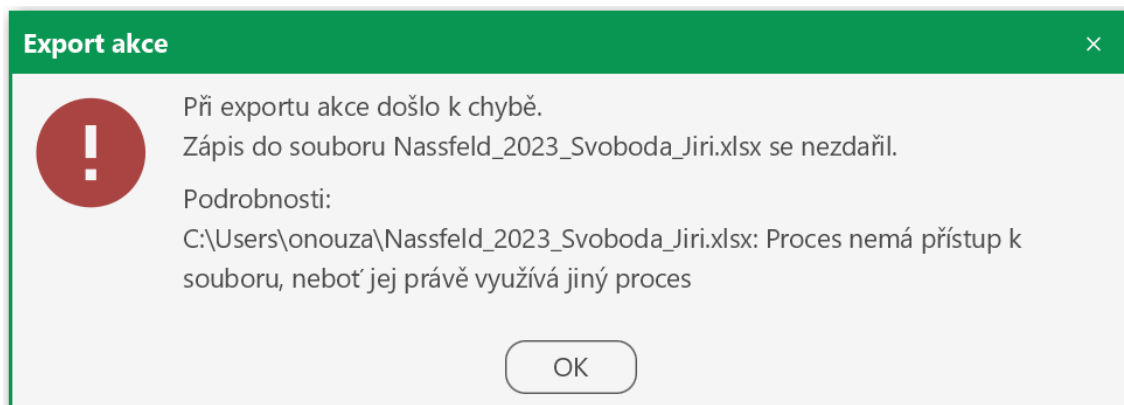 Export akce
Při exportu akce došlo k chybě.
Zápis do souboru Nassfeld_2023_Svoboda_Jiri.xlsx se nezdařil.
Podrobnosti:
C:\Users\onouza\Nassfeld_2023_Svoboda_Jiri.xlsx: Proces nemá přístup k
souboru, neboť jej právě využívá jiný proces
OK